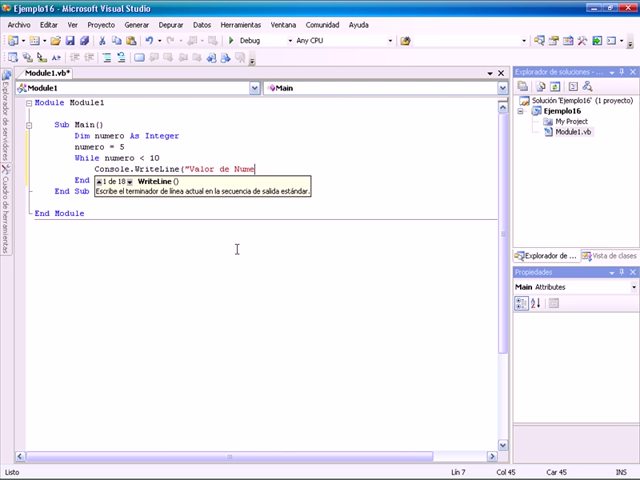 Ejemplo16 - Microsoft Visual Studio
Archivo Editar Ver Proyecto Generar Depurar Datos Herramientas Ventana Comunidad Ayuda
Debug Any CPU
Module1.vb*
Explorador de soluciones - ...
Module1 Main
Solución 'Ejemplo16' (1 proyecto)
Ejemplo16
My Project
Module1.vb
Explorador de servidores
Cuadro de herramientas
Module Module1
Sub Main()
Dim numero As Integer
numero = 5
While numero < 10
Console.WriteLine("Valor de Nume
End
1 de 18 WriteLine ()
Escribe el terminador de línea actual en la secuencia de salida estándar.
End Sub
End Module
Explorador de ... Vista de clases
Propiedades
Main Attributes
Listo Lín 7 Col 45 Car 45 INS